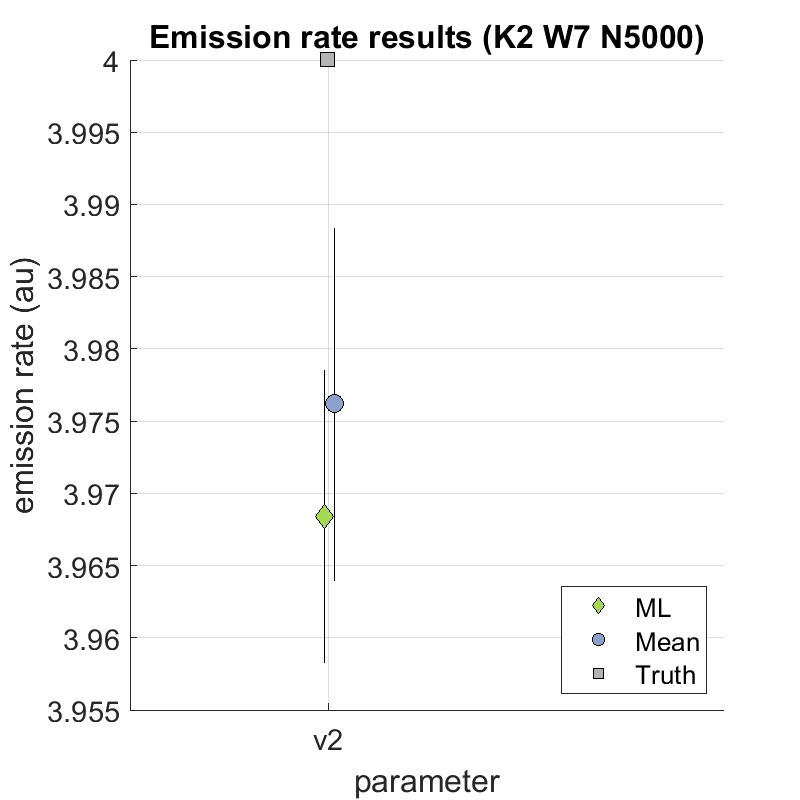 Emission rate results (K2 W7 N5000)
4
3.995
3.99
3.985
3.98
3.975
3.97
3.965
3.96
3.955
emission rate (au)
ML
Mean
Truth
v2
parameter